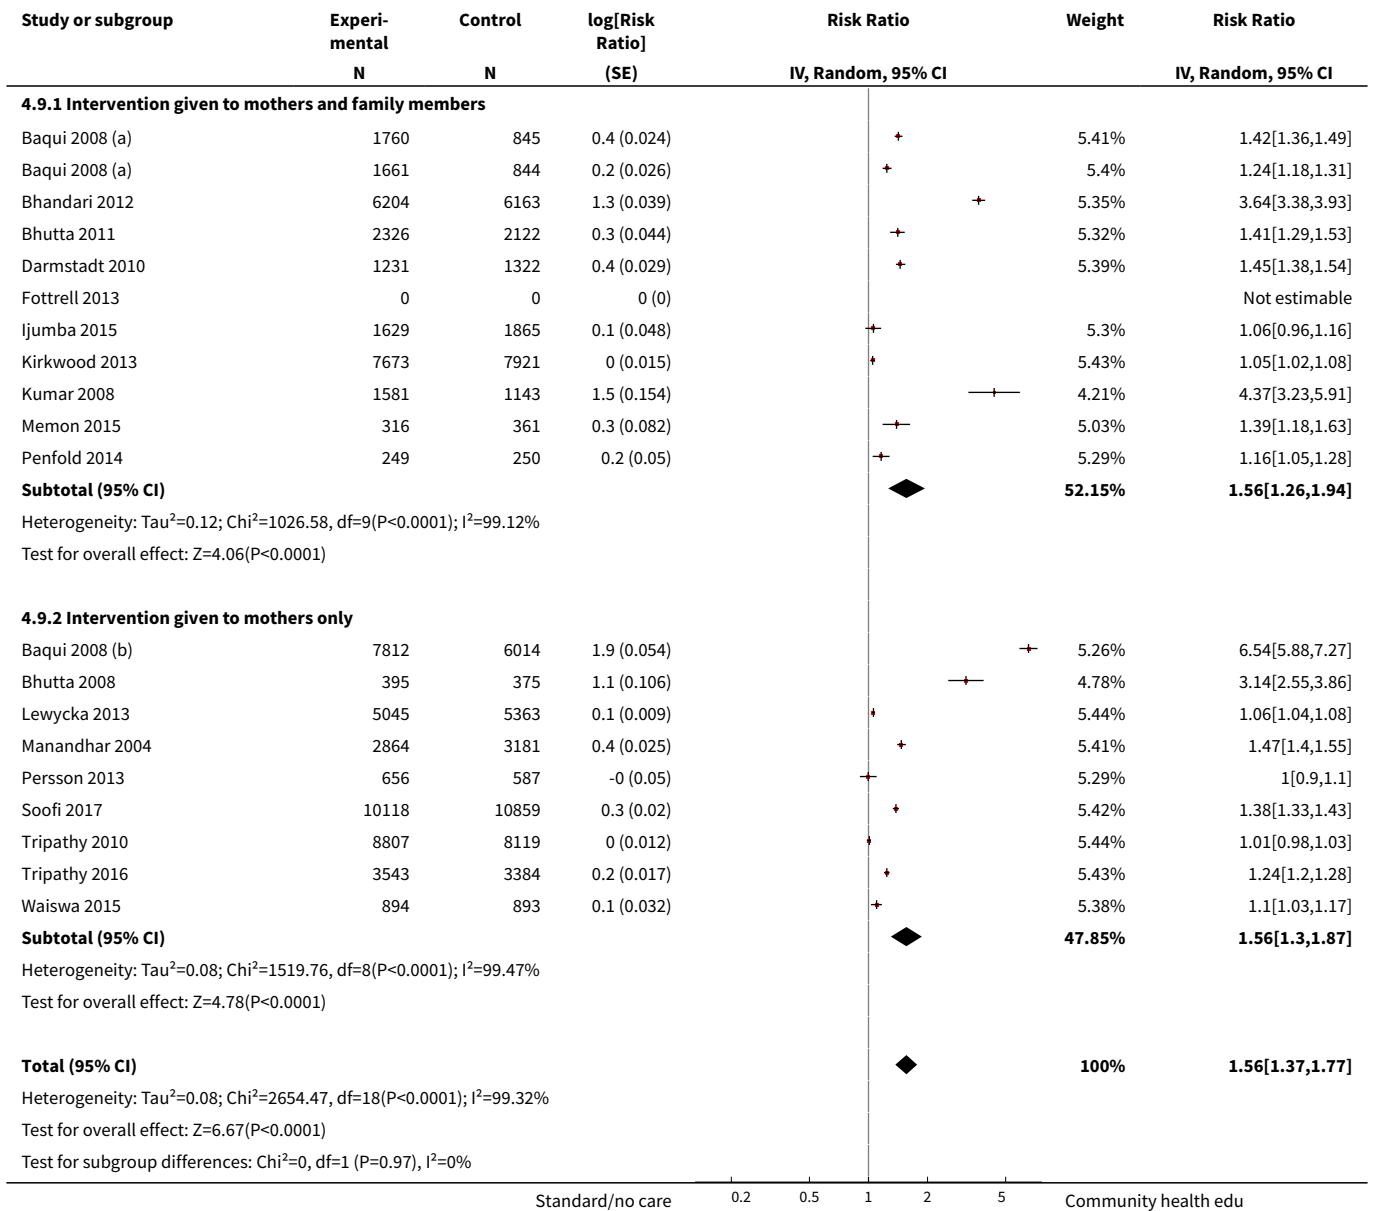 Study or subgroup Experi- Control log[Risk Risk Ratio Weight Risk Ratio
mental Ratio]
N N (SE) IV, Random, 95% CI IV, Random, 95% CI
4.9.1 Intervention given to mothers and family members
Baqui 2008 (a) 1760 845 0.4 (0.024) 5.41% 1.42[1.36,1.49]
Baqui 2008 (a) 1661 844 0.2 (0.026) 5.4% 1.24[1.18,1.31]
Bhandari 2012 6204 6163 1.3 (0.039) 5.35% 3.64[3.38,3.93]
Bhutta 2011 2326 2122 0.3 (0.044) 5.32% 1.41[1.29,1.53]
Darmstadt 2010 1231 1322 0.4 (0.029) 5.39% 1.45[1.38,1.54]
Fottrell 2013 0 0 0 (0) Not estimable
Ijumba 2015 1629 1865 0.1 (0.048) 5.3% 1.06[0.96,1.16]
Kirkwood 2013 7673 7921 0 (0.015) 5.43% 1.05[1.02,1.08]
Kumar 2008 1581 1143 1.5 (0.154) 4.21% 4.37[3.23,5.91]
Memon 2015 316 361 0.3 (0.082) 5.03% 1.39[1.18,1.63]
Penfold 2014 249 250 0.2 (0.05) 5.29% 1.16[1.05,1.28]
Subtotal (95% CI) 52.15% 1.56[1.26,1.94]
Heterogeneity: Tau²=0.12; Chi²=1026.58, df=9(P<0.0001); I²=99.12%
Test for overall effect: Z=4.06(P<0.0001)
4.9.2 Intervention given to mothers only
Baqui 2008 (b) 7812 6014 1.9 (0.054) 5.26% 6.54[5.88,7.27]
Bhutta 2008 395 375 1.1 (0.106) 4.78% 3.14[2.55,3.86]
Lewycka 2013 5045 5363 0.1 (0.009) 5.44% 1.06[1.04,1.08]
Manandhar 2004 2864 3181 0.4 (0.025) 5.41% 1.47[1.4,1.55]
Persson 2013 656 587 -0 (0.05) 5.29% 1[0.9,1.1]
Soofi 2017 10118 10859 0.3 (0.02) 5.42% 1.38[1.33,1.43]
Tripathy 2010 8807 8119 0 (0.012) 5.44% 1.01[0.98,1.03]
Tripathy 2016 3543 3384 0.2 (0.017) 5.43% 1.24[1.2,1.28]
Waiswa 2015 894 893 0.1 (0.032) 5.38% 1.1[1.03,1.17]
Subtotal (95% CI) 47.85% 1.56[1.3,1.87]
Heterogeneity: Tau²=0.08; Chi²=1519.76, df=8(P<0.0001); I²=99.47%
Test for overall effect: Z=4.78(P<0.0001)
Total (95% CI) 100% 1.56[1.37,1.77]
Heterogeneity: Tau²=0.08; Chi²=2654.47, df=18(P<0.0001); I²=99.32%
Test for overall effect: Z=6.67(P<0.0001)
Test for subgroup differences: Chi²=0, df=1 (P=0.97), I²=0%
Standard/no care 0.2 0.5 1 2 5 Community health edu